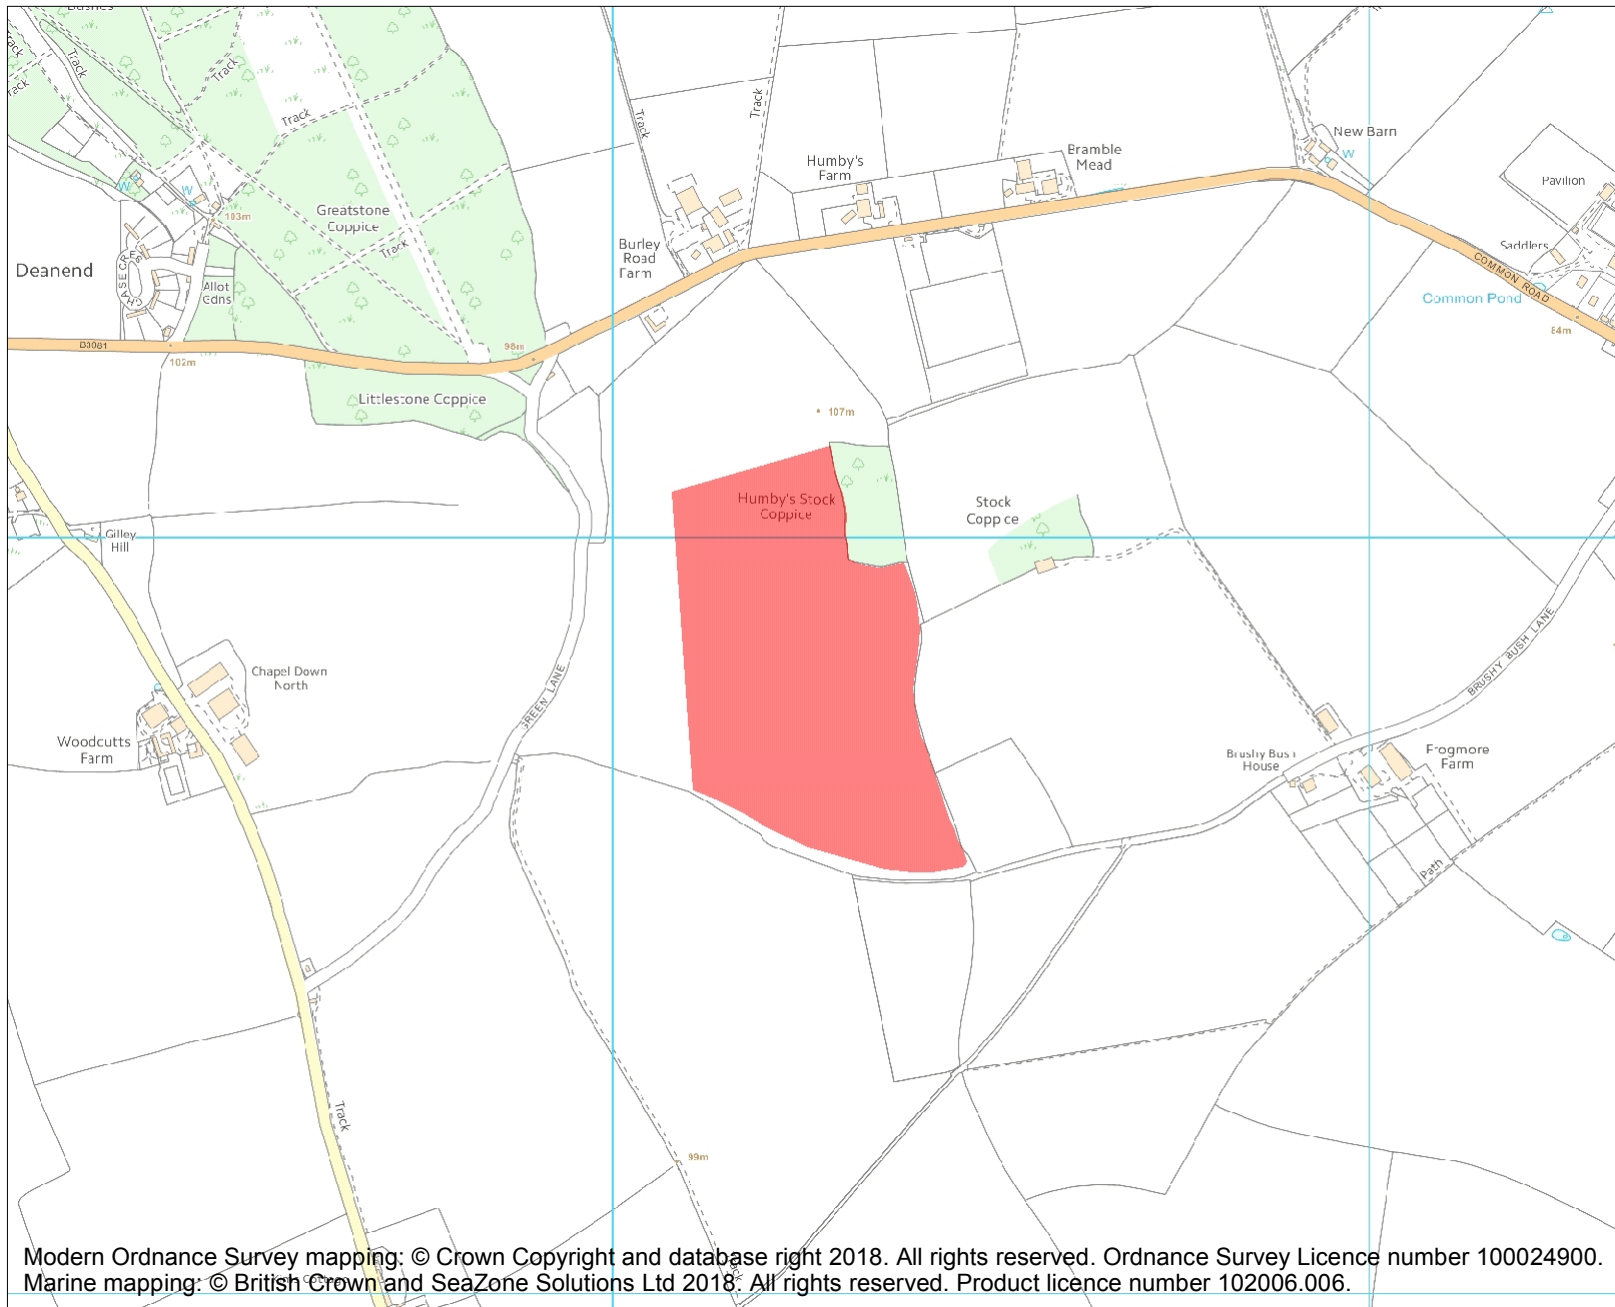 Track
Track
Track
Track
Track
Track
Track
New Barn
W
Humby's
Farm
Bramble
Mead
Pavilion
W
W
103m
Greatstone
Coppice
Track
Burley
Road
Farm
Saddlers
COMMON ROAD
Common Pond
Deanend
Allot
Gdns
84m
B3081
102m
98m
Littlestone Coppice
107m
Humby's Stock
Coppice
Stock
Coppice
Gilley
Hill
BRUSHY BUSH LANE
Chapel Down
North
GREEN LANE
Woodcutts
Farm
Brushy Bush
House
Frogmore
Farm
Path
Track
99m
Track
Modern Ordnance Survey mapping: © Crown Copyright and database right 2018. All rights reserved. Ordnance Survey Licence number 100024900.
Marine mapping: © British Crown and SeaZone Solutions Ltd 2018. All rights reserved. Product licence number 102006.006.